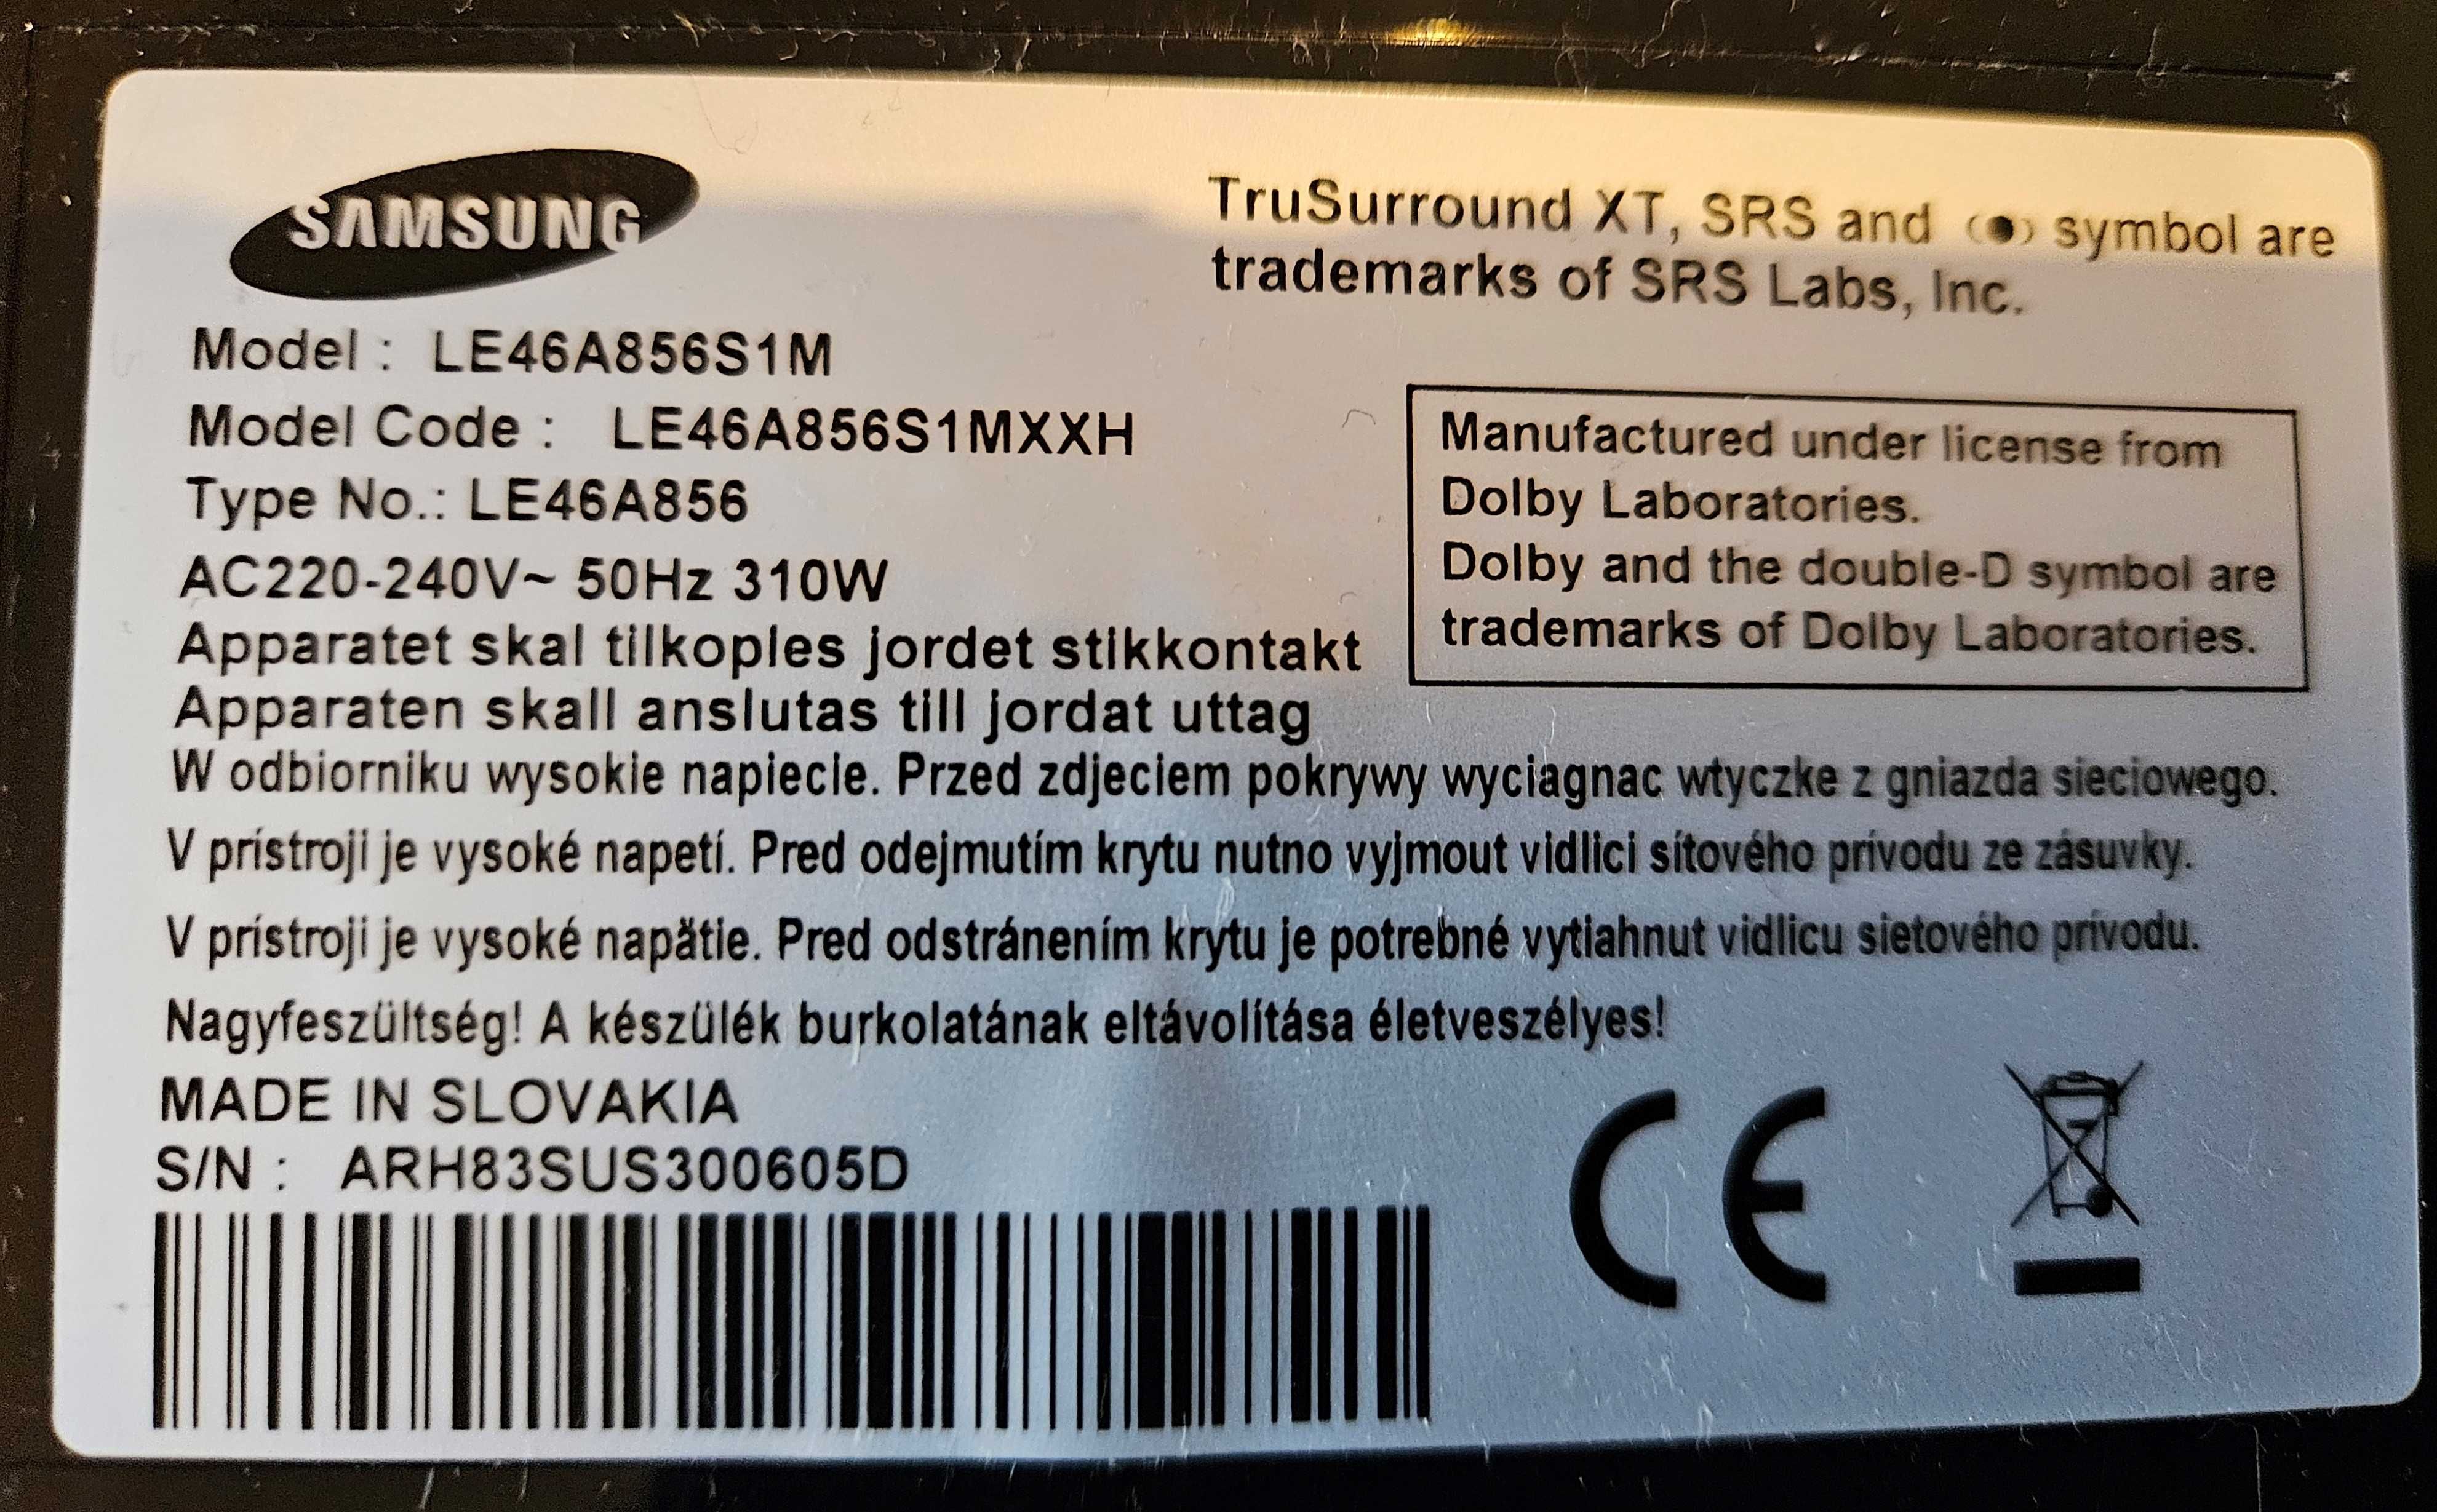 SAMSUNG
TruSurround XT, SRS and (●) symbol are
trademarks of SRS Labs, Inc.
Model : LE46A856S1M
Model Code : LE46A856S1MXXH
Type No.: LE46A856
AC220-240V~ 50Hz 310W
Manufactured under license from
Dolby Laboratories.
Dolby and the double-D symbol are
trademarks of Dolby Laboratories.
Apparatet skal tilkoples jordet stikkontakt
Apparaten skall anslutas till jordat uttag
W odbiorniku wysokie napiecie. Przed zdjeciem pokrywy wyciagnac wtyczke z gniazda sieciowego.
V prístroji je vysoké napetí. Pred odejmutím krytu nutno vyjmout vidlici sítového prívodu ze zásuvky.
V prístroji je vysoké napätie. Pred odstránením krytu je potrebné vytiahnut vidlicu sietového prívodu.
Nagyfeszültség! A készülék burkolatának eltávolítása életveszélyes!
MADE IN SLOVAKIA
S/N : ARH83SUS300605D
CE